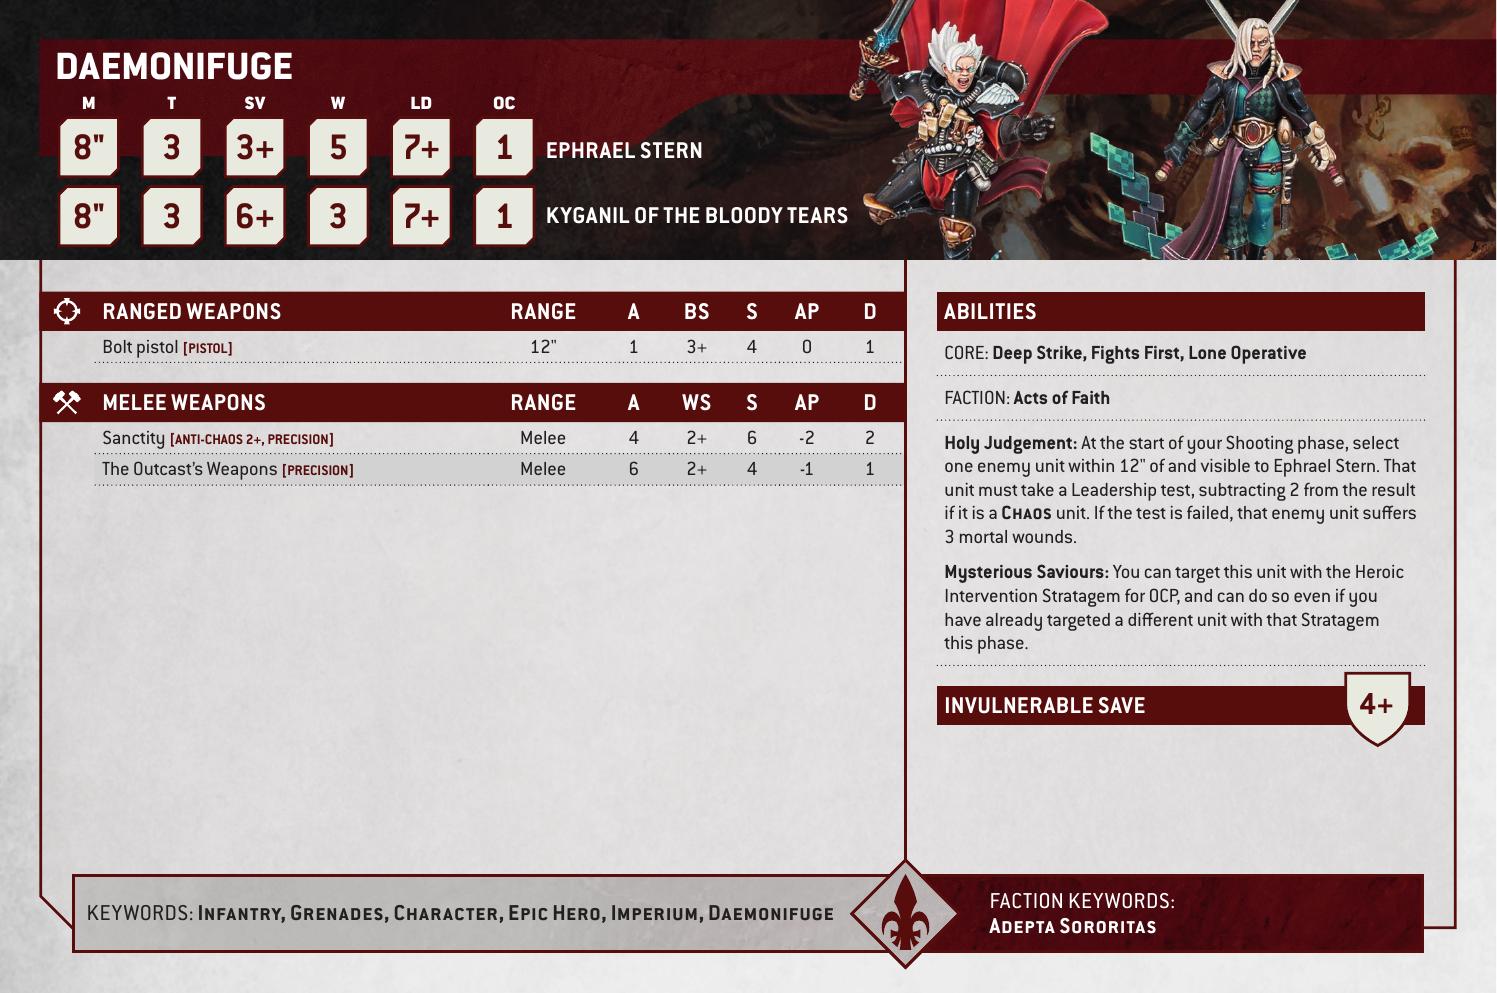 DAEMONIFUGE
M T SV W LD OC
8" 3 3+ 5 7+ 1 EPHRAEL STERN
8" 3 6+ 3 7+ 1 KYGANIL OF THE BLOODY TEARS
RANGED WEAPONS RANGE A BS S AP D
Bolt pistol [PISTOL] 12" 1 3+ 4 0 1
MELEE WEAPONS RANGE A WS S AP D
Sanctity [ANTI-CHAOS 2+, PRECISION] Melee 4 2+ 6 -2 2
The Outcast's Weapons [PRECISION] Melee 6 2+ 4 -1 1
ABILITIES
CORE: Deep Strike, Fights First, Lone Operative
FACTION: Acts of Faith
Holy Judgement: At the start of your Shooting phase, select
one enemy unit within 12" of and visible to Ephrael Stern. That
unit must take a Leadership test, subtracting 2 from the result
if it is a CHAOS unit. If the test is failed, that enemy unit suffers
3 mortal wounds.
Mysterious Saviours: You can target this unit with the Heroic
Intervention Stratagem for 0CP, and can do so even if you
have already targeted a different unit with that Stratagem
this phase.
INVULNERABLE SAVE 4+
KEYWORDS: INFANTRY, GRENADES, CHARACTER, EPIC HERO, IMPERIUM, DAEMONIFUGE
FACTION KEYWORDS:
ADEPTA SORORITAS